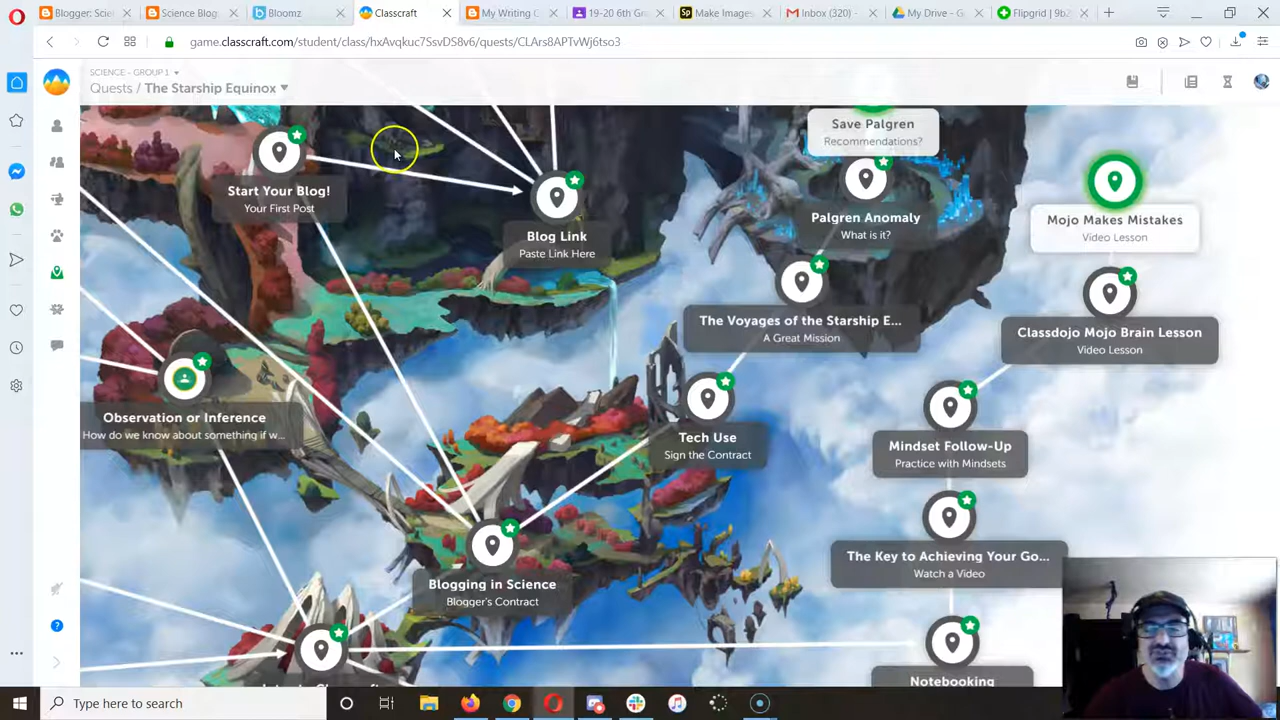 Blogger: Scie
Science Blog
Bloomz
Classcraft
My Writing C
19-20 6th Gra
Make Images
Inbox (320) -
My Drive - G
Flipgrid | 9b2
game.classcraft.com/student/class/hxAvqkuc7SsvDS8v6/quests/CLArs8APTvWj6tso3
SCIENCE - GROUP 1
Quests / The Starship Equinox
Save Palgren
Recommendations?
Start Your Blog!
Your First Post
Blog Link
Paste Link Here
Palgren Anomaly
What is it?
Mojo Makes Mistakes
Video Lesson
The Voyages of the Starship E...
A Great Mission
Classdojo Mojo Brain Lesson
Video Lesson
Observation or Inference
How do we know about something if w...
Tech Use
Sign the Contract
Mindset Follow-Up
Practice with Mindsets
The Key to Achieving Your Go...
Watch a Video
Blogging in Science
Blogger's Contract
Notebooking
Type here to search